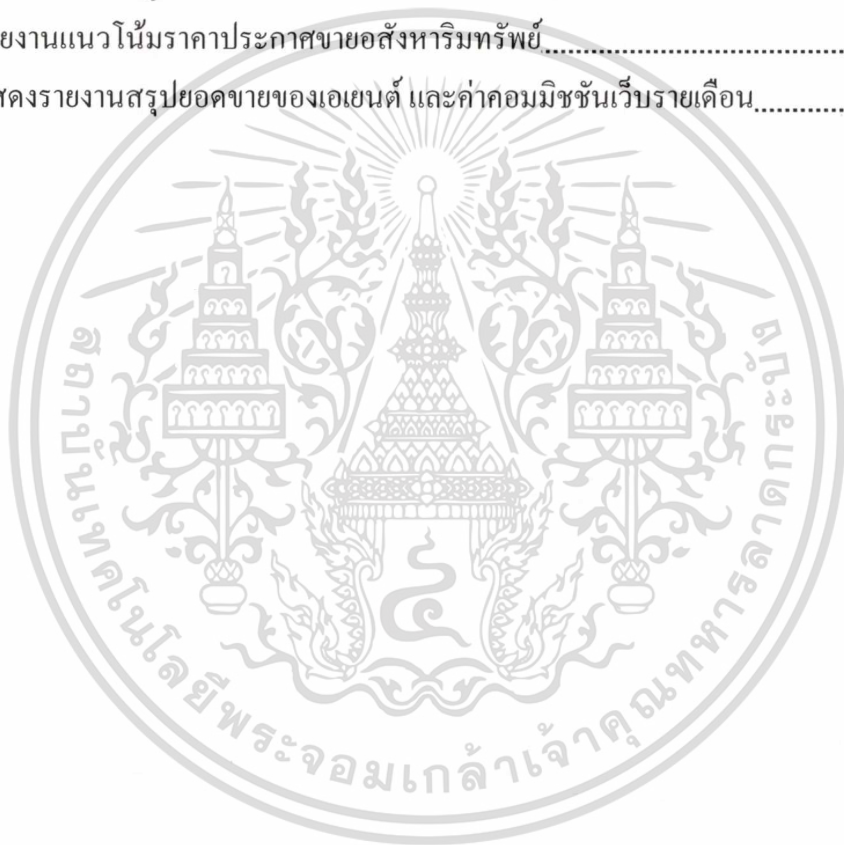 ยงานแนวโน้มราคาประกาศขายอสังหาริมทรัพย์
สดงรายงานสรุปยอดขายของเอเยนต์ และค่าคอมมิชชันเว็บรายเดือน
สถาบันเทคโนโลยีพระจอมเกล้าเจ้าคุณทหารลาดกระบัง